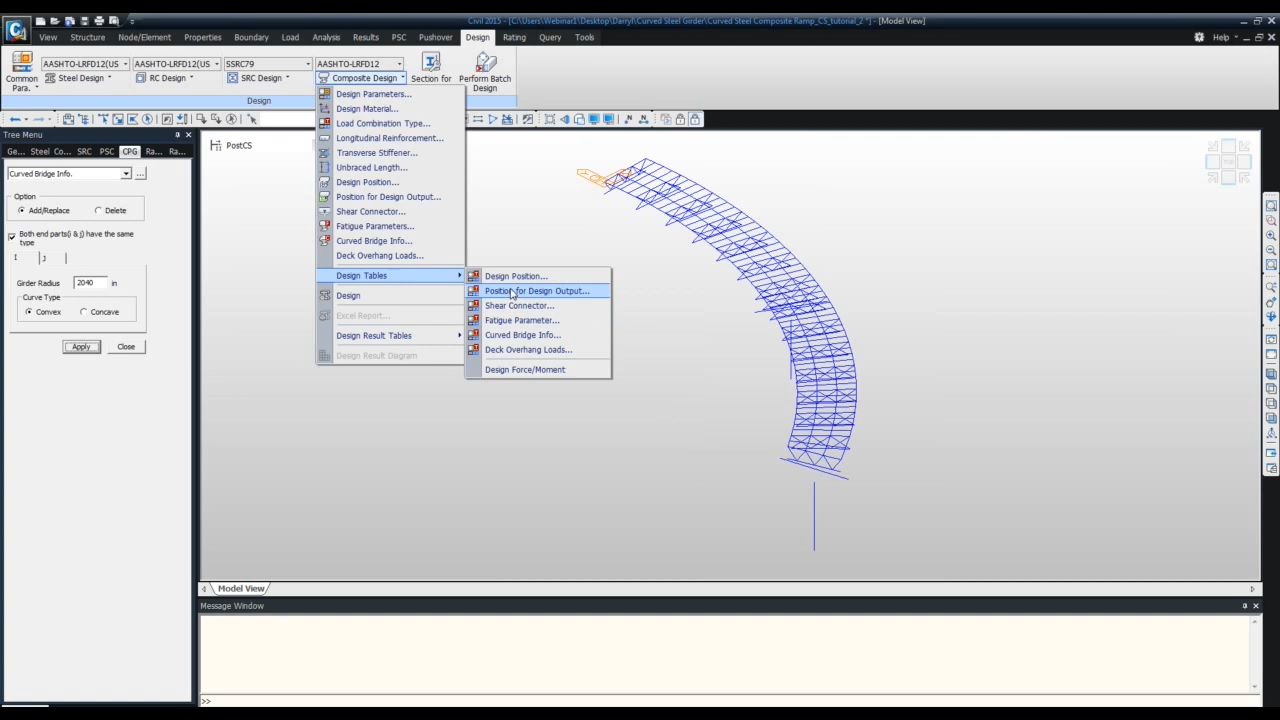 Civil 2015 - [C:\Users\Webinar1\Desktop\Darryl\Curved Steel Girder\Curved Steel Composite Ramp_CS_tutorial_2 *] - [Model View]
View Structure Node/Element Properties Boundary Load Analysis Results PSC Pushover Design Rating Query Tools Help
AASHTO-LRFD12(US AASHTO-LRFD12(US SSRC79 AASHTO-LRFD12
Common Para. Steel Design RC Design SRC Design Composite Design Section for Perform Batch Design
Design
Tree Menu
Ge... Steel Co... SRC PSC CPG Ra... Ra...
Curved Bridge Info. ...
Option
Add/Replace Delete
Both end parts(i & j) have the same
type
I J
Girder Radius 2040 in
Curve Type
Convex Concave
Apply Close
PostCS
Design Parameters...
Design Material...
Load Combination Type...
Longitudinal Reinforcement...
Transverse Stiffener...
Unbraced Length...
Design Position...
Position for Design Output...
Shear Connector...
Fatigue Parameters...
Curved Bridge Info...
Deck Overhang Loads...
Design Tables
Design
Excel Report...
Design Result Tables
Design Result Diagram
Design Position...
Position for Design Output...
Shear Connector...
Fatigue Parameter...
Curved Bridge Info...
Deck Overhang Loads...
Design Force/Moment
Model View
Message Window
>>